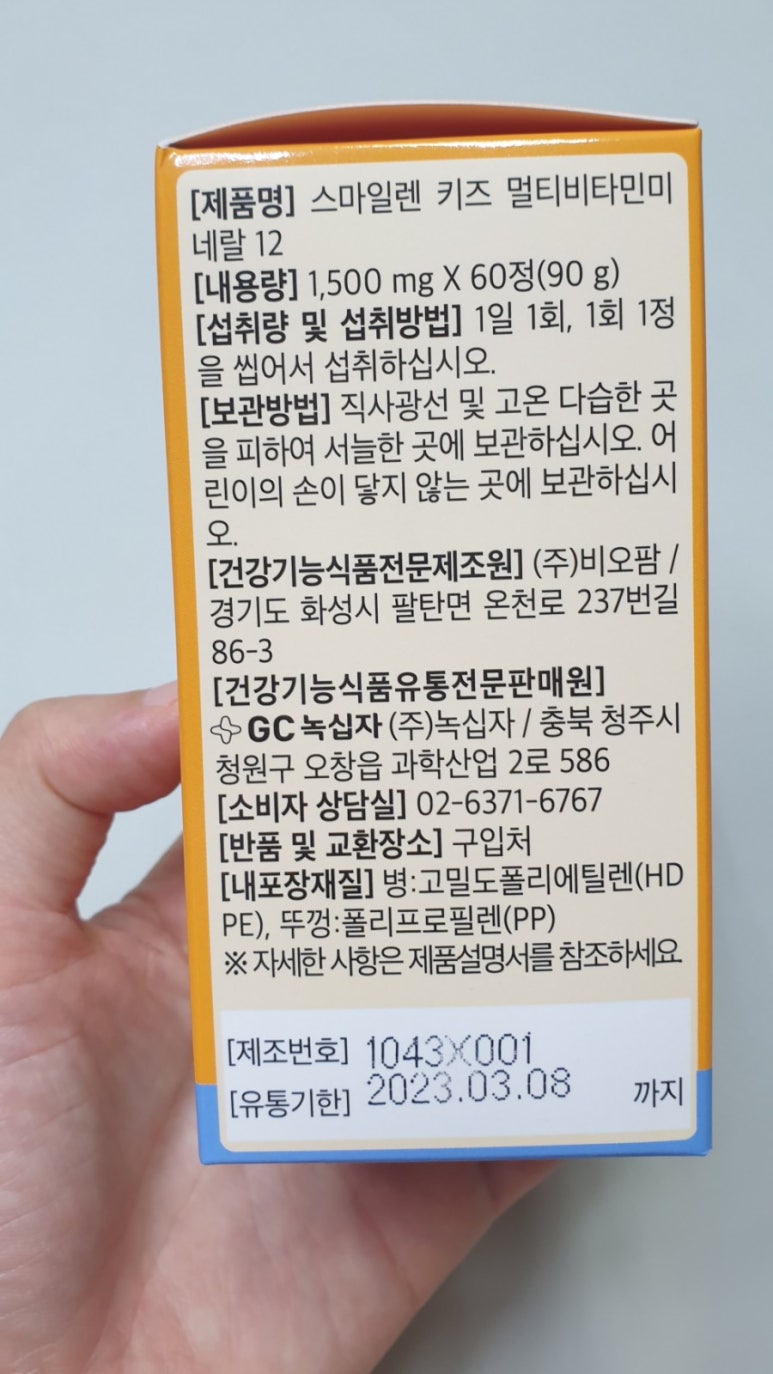 [제품명] 스마일렌 키즈 멀티비타민미
네랄 12
[내용량] 1,500 mg X 60정(90 g)
[섭취량 및 섭취방법] 1일 1회, 1회 1정
을 씹어서 섭취하십시오.
[보관방법] 직사광선 및 고온 다습한 곳
을 피하여 서늘한 곳에 보관하십시오. 어
린이의 손이 닿지 않는 곳에 보관하십시
오.
[건강기능식품전문제조원] (주)비오팜 /
경기도 화성시 팔탄면 온천로 237번길
86-3
[건강기능식품유통전문판매원]
GC 녹십자 (주)녹십자 / 충북 청주시
청원구 오창읍 과학산업 2로 586
[소비자 상담실] 02-6371-6767
[반품 및 교환장소] 구입처
[내포장재질] 병:고밀도폴리에틸렌(HD
PE), 뚜껑:폴리프로필렌(PP)
※ 자세한 사항은 제품설명서를 참조하세요.
[제조번호] 1043X001
[유통기한] 2023.03.08 까지